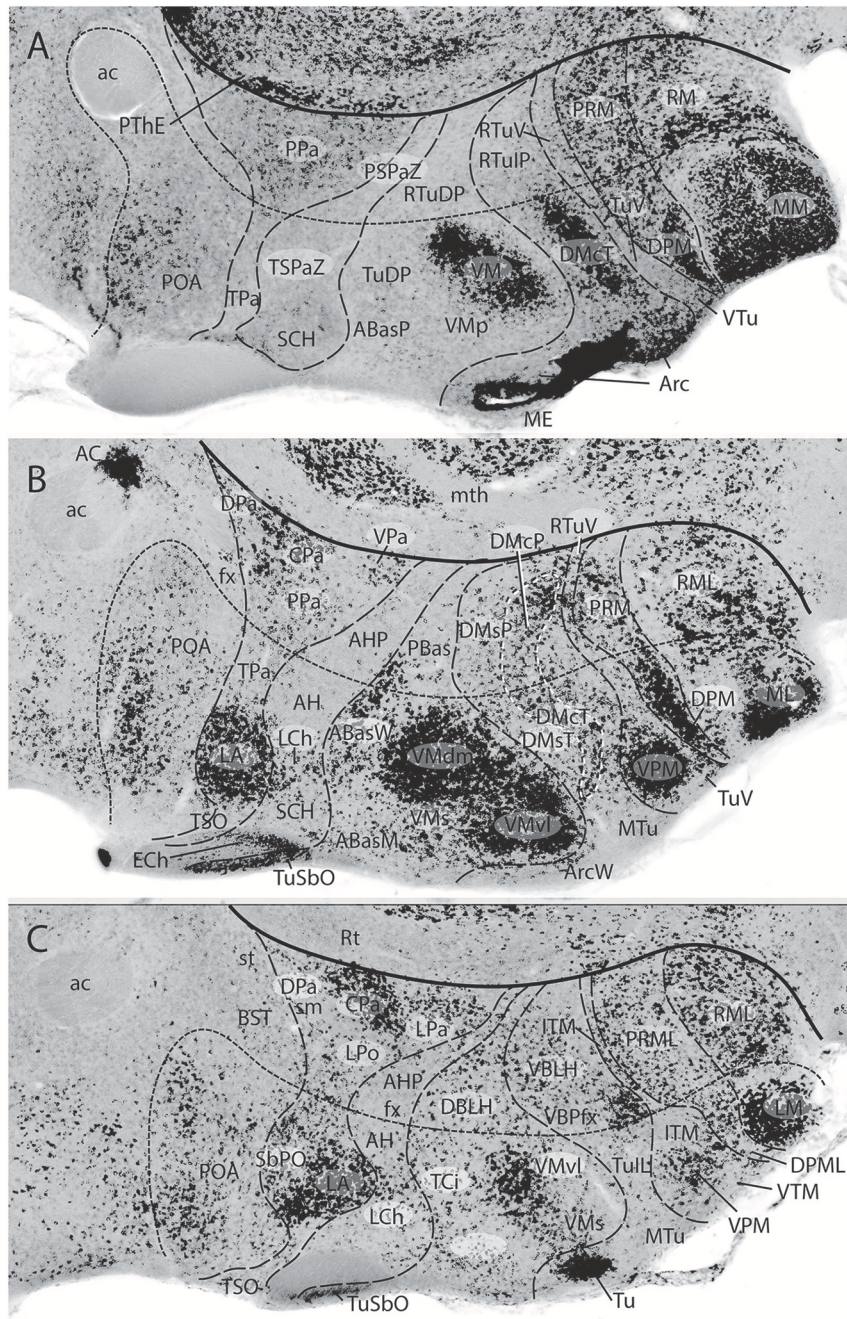 A
ac
PThE
PPa
PSPaZ
RTuDP
RTuV
RTuIP
PRM
RM
TuV
MM
POA
TPa
TSPaZ
TuDP
VM
DMcT
DPM
SCH
ABasP
VMp
VTu
Arc
ME
B
AC
ac
mth
DPa
CPa
VPa
DMcP
RTuV
fx
PPa
PRM
RML
POA
TPa
AHP
PBas
DMsP
AH
DPM
ML
LCh
ABasW
DMcT
DMsT
LA
VMdm
VPM
TuV
TSO
SCH
VMs
VMvl
MTu
ECh
ABasM
TuSbO
ArcW
C
Rt
ac
st
DPa
sm
CPa
BST
LPa
ITM
PRML
RML
LPo
AHP
VBLH
fx
DBLH
VBPfx
LM
AH
ITM
SbPO
POA
LA
TCi
VMvl
TuIL
DPML
VTM
LCh
VMs
VPM
MTu
TSO
TuSbO
Tu